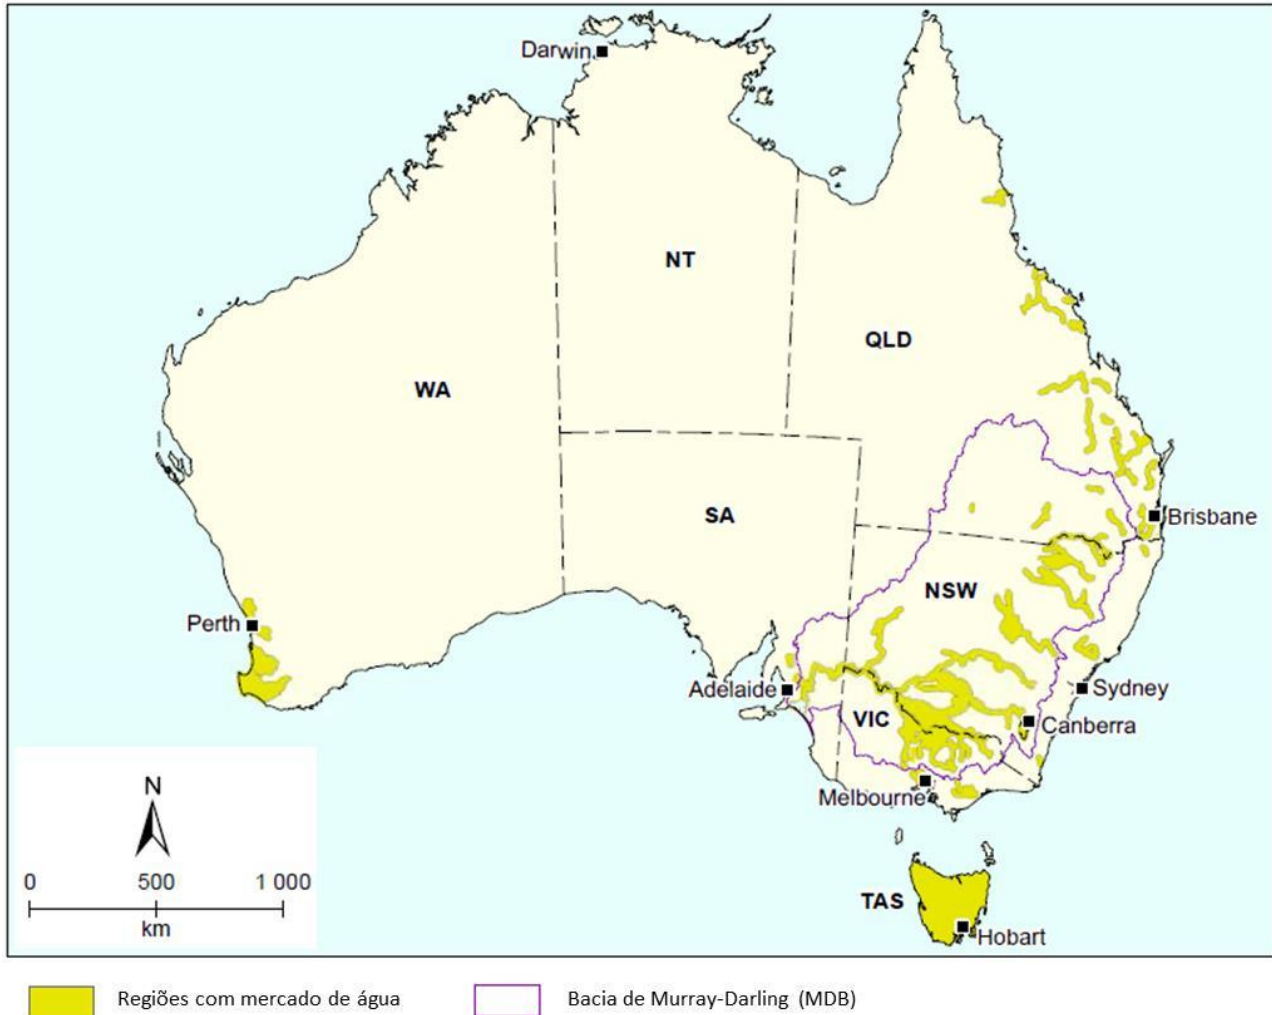 Darwin
NT
QLD
WA
SA
Brisbane
NSW
Perth
Adelaide
Sydney
VIC
Canberra
Melbourne
N
0 500 1 000
km
TAS
Hobart
Regiões com mercado de água
Bacia de Murray-Darling (MDB)